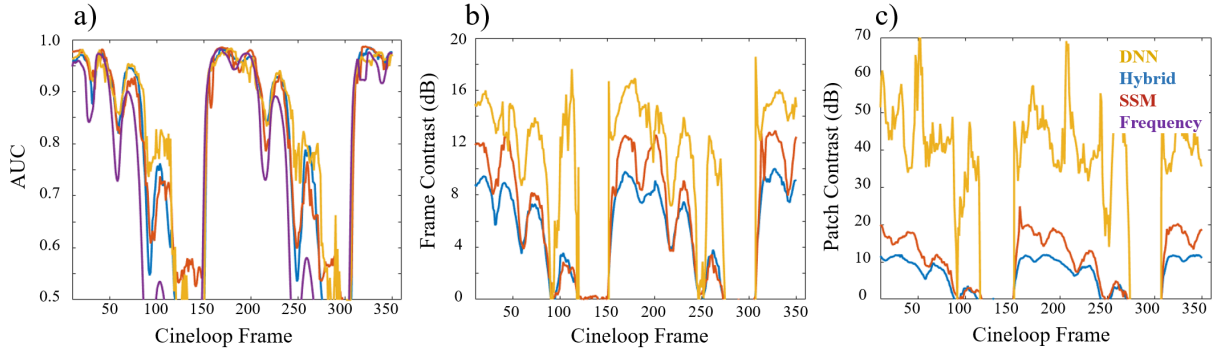 a)
1.0
0.9
0.8
0.7
0.6
0.5
AUC
50 100 150 200 250 300 350
Cineloop Frame
b)
20
16
12
8
4
0
Frame Contrast (dB)
50 100 150 200 250 300 350
Cineloop Frame
c)
70
60
50
40
30
20
10
0
Patch Contrast (dB)
DNN
Hybrid
SSM
Frequency
50 100 150 200 250 300 350
Cineloop Frame